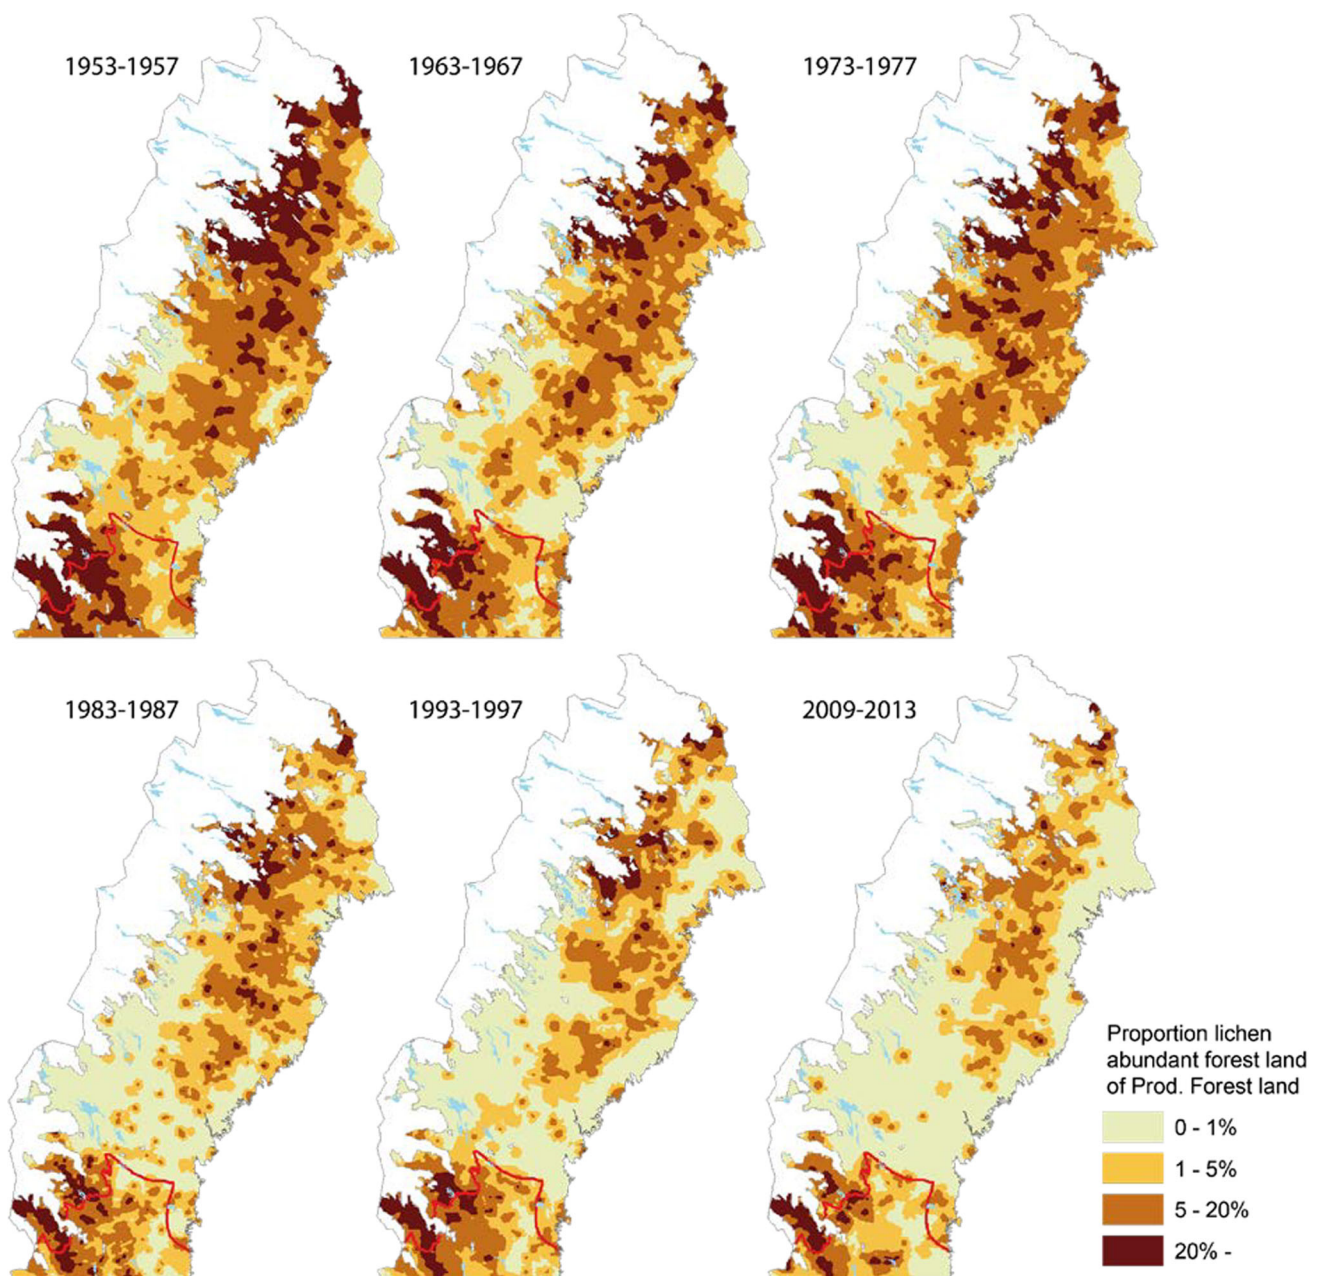 1953-1957
1963-1967
1973-1977
1983-1987
1993-1997
2009-2013
Proportion lichen
abundant forest land
of Prod. Forest land
0 - 1%
1 - 5%
5 - 20%
20% -